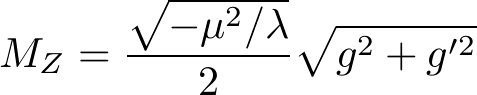 M_Z = \frac{\sqrt{-\mu^2/\lambda}}{2} \sqrt{g^2 + g'^2}